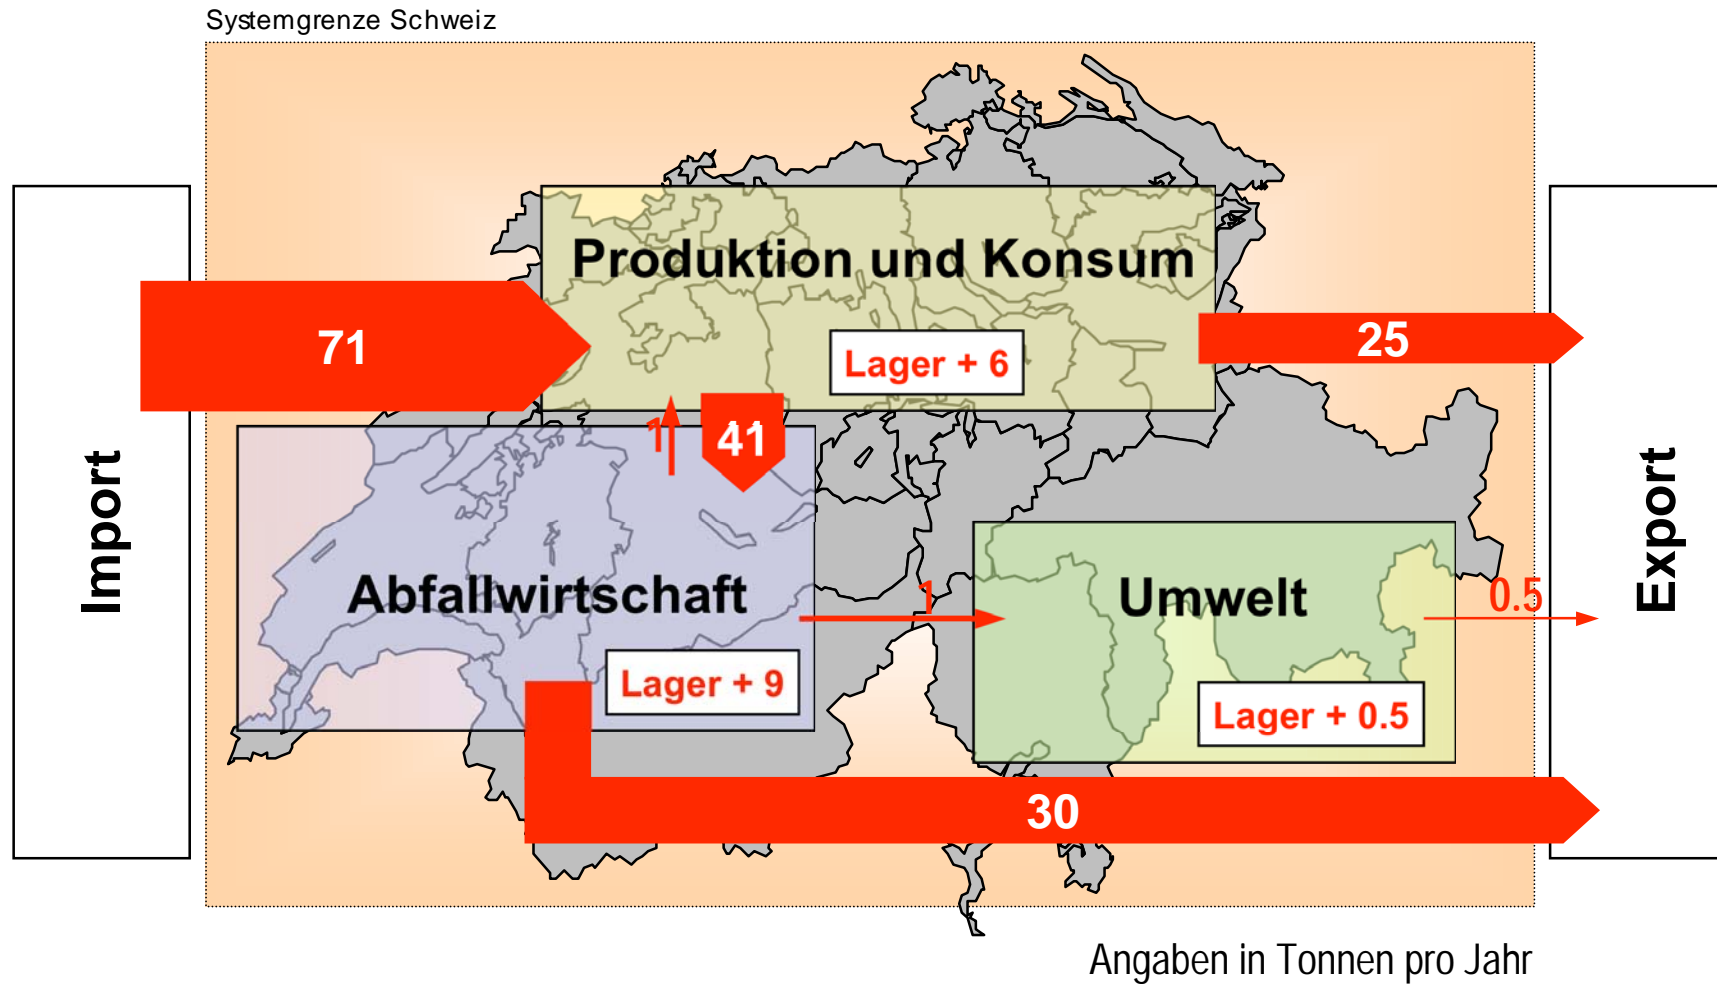 Systemgrenze Schweiz
Import
Export
Produktion und Konsum
71
25
Lager + 6
1
41
Abfallwirtschaft
1
Umwelt
0.5
Lager + 9
Lager + 0.5
30
Angaben in Tonnen pro Jahr